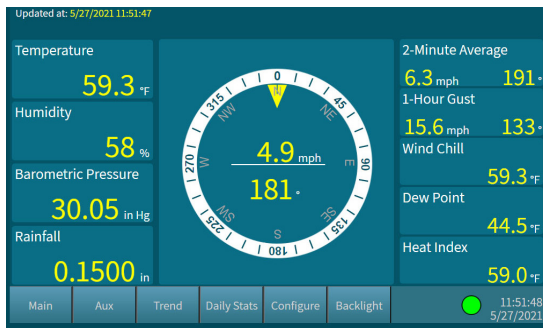 Updated at: 5/27/2021 11:51:47
Temperature
59.3 °F
Humidity
58 %
Barometric Pressure
30.05 in Hg
Rainfall
0.1500 in
0
45
90
135
180
225
270
315
N
NE
E
SE
S
SW
W
NW
4.9 mph
181°
2-Minute Average
6.3 mph 191°
1-Hour Gust
15.6 mph 133°
Wind Chill
59.3 °F
Dew Point
44.5 °F
Heat Index
59.0 °F
Main Aux Trend Daily Stats Configure Backlight
11:51:48
5/27/2021